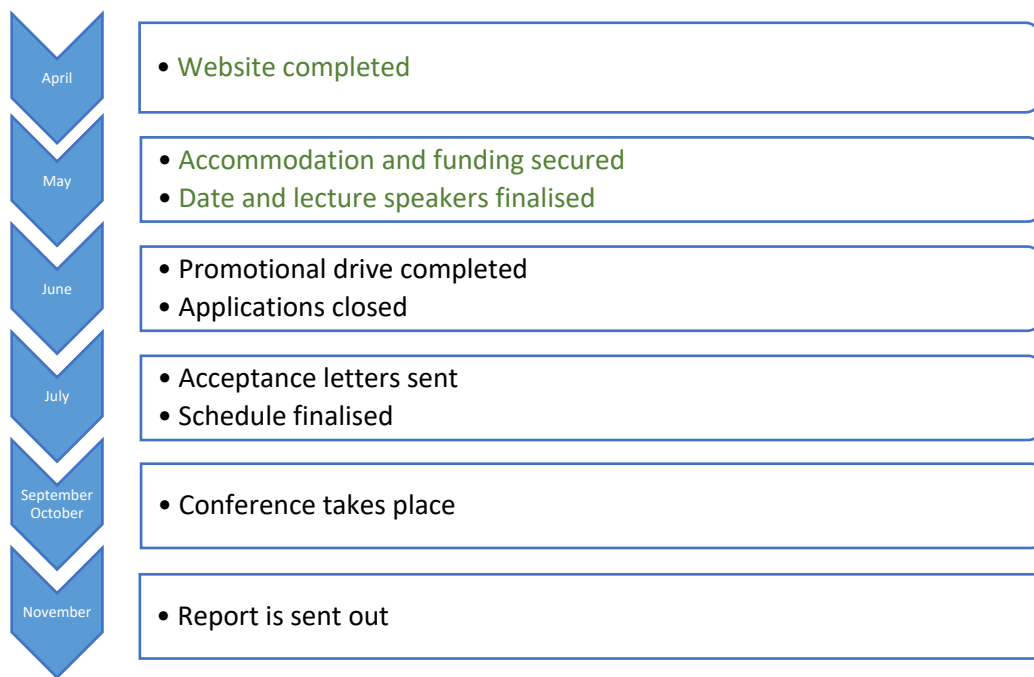 April
• Website completed
May
• Accommodation and funding secured
• Date and lecture speakers finalised
June
• Promotional drive completed
• Applications closed
July
• Acceptance letters sent
• Schedule finalised
September
October
• Conference takes place
November
• Report is sent out